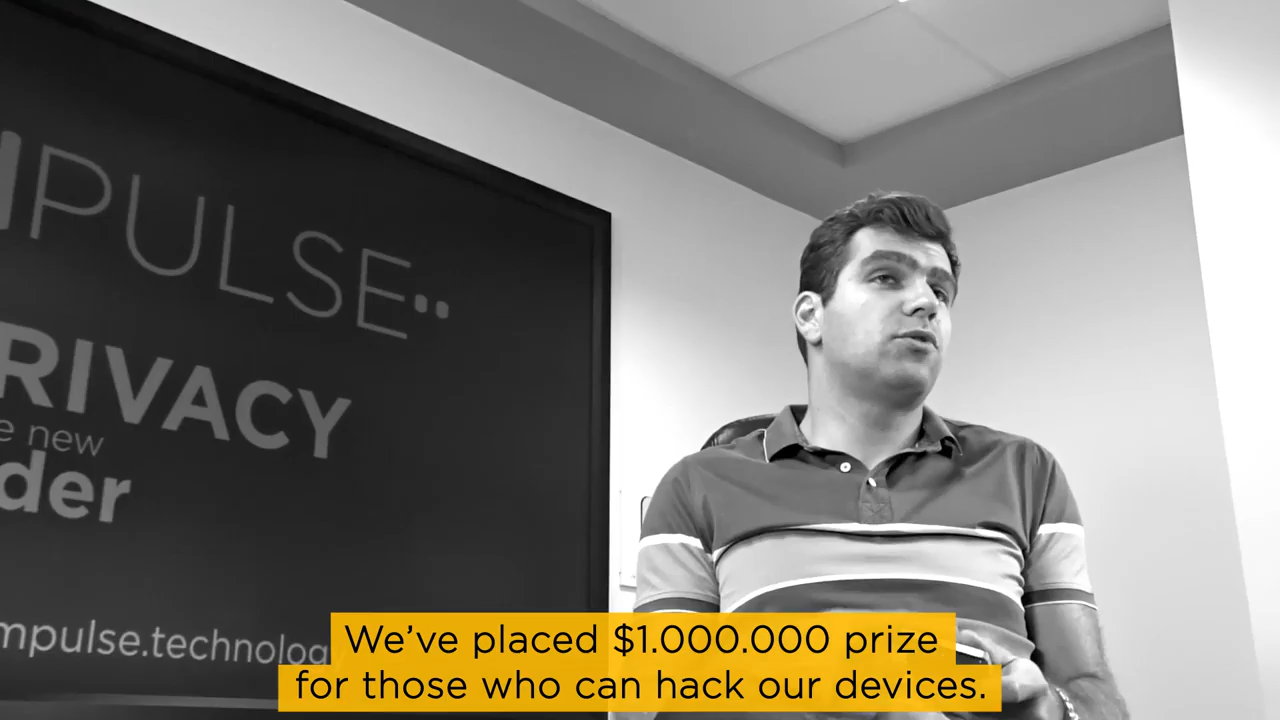 IPULSE
RIVACY
e new
der
mpulse.technolog
We've placed $1.000.000 prize
for those who can hack our devices.